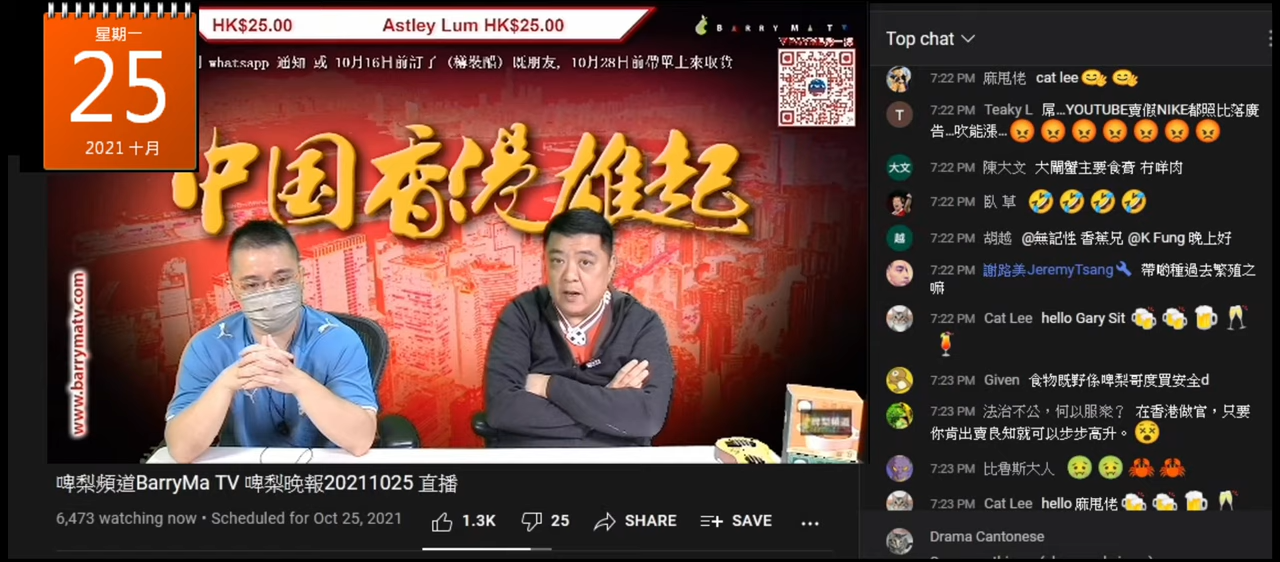 星期一
25
2021 十月
HK$25.00 Astley Lum HK$25.00
BARRYMATV
whatsapp 通知 或 10月16日前訂了（樽裝醋）既朋友, 10月28日前帶單上來取貨
中国香港雄起
www.barrymatv.com
啤梨頻道
啤梨頻道BarryMa TV 啤梨晚報20211025 直播
6,473 watching now • Scheduled for Oct 25, 2021
1.3K 25 SHARE SAVE ...
Top chat
7:22 PM 麻甩佬 cat lee
T 7:22 PM Teaky L 屌...YOUTUBE賣假NIKE都照比落廣
告...吹能漲...
大文 7:22 PM 陳大文 大閘蟹主要食膏 冇咩肉
7:22 PM 臥 草
越 7:22 PM 胡越 @無記性 香蕉兄 @K Fung 晚上好
7:22 PM 謝路美JeremyTsang 帶啲種過去繁殖之
嘛
7:22 PM Cat Lee hello Gary Sit
7:23 PM Given 食物既野係啤梨哥度買安全d
7:23 PM 法治不公，何以服眾？ 在香港做官，只要
你肯出賣良知就可以步步高升。
7:23 PM 比魯斯大人
7:23 PM Cat Lee hello 麻甩佬
Drama Cantonese